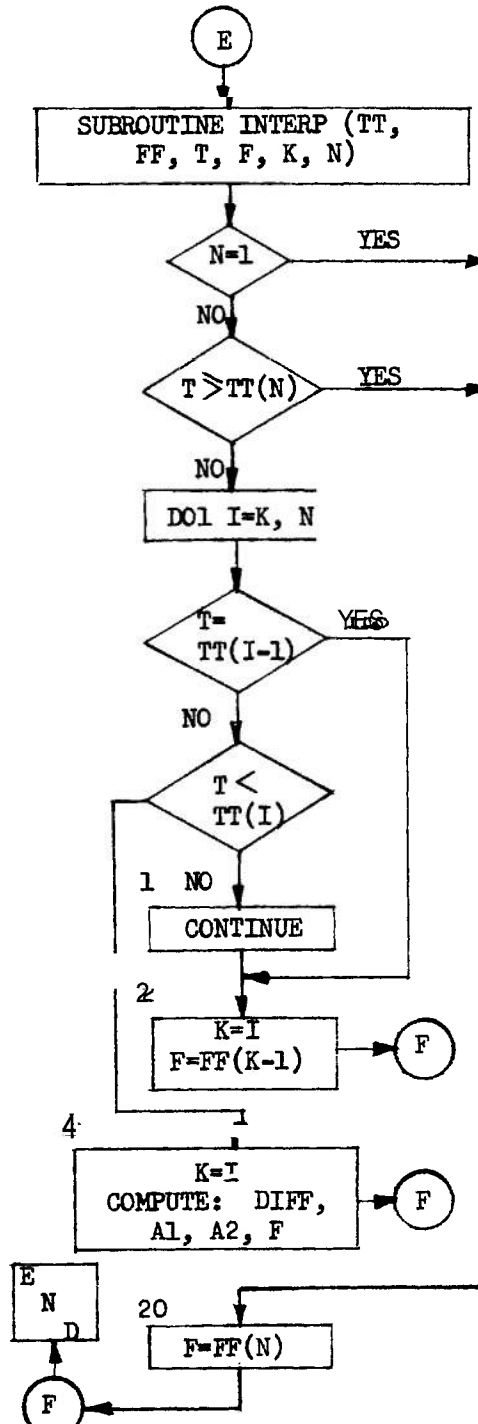 E
SUBROUTINE INTERP (TT,
FF, T, F, K, N)
N=1
YES
NO
T ≥ TT(N)
YES
NO
DO1 I=K, N
T=
TT(I-1)
YES
NO
T <
TT(I)
1 NO
CONTINUE
2
K=I
F=FF(K-1)
F
4
K=I
COMPUTE: DIFF,
A1, A2, F
F
E
N
D
20
F=FF(N)
F